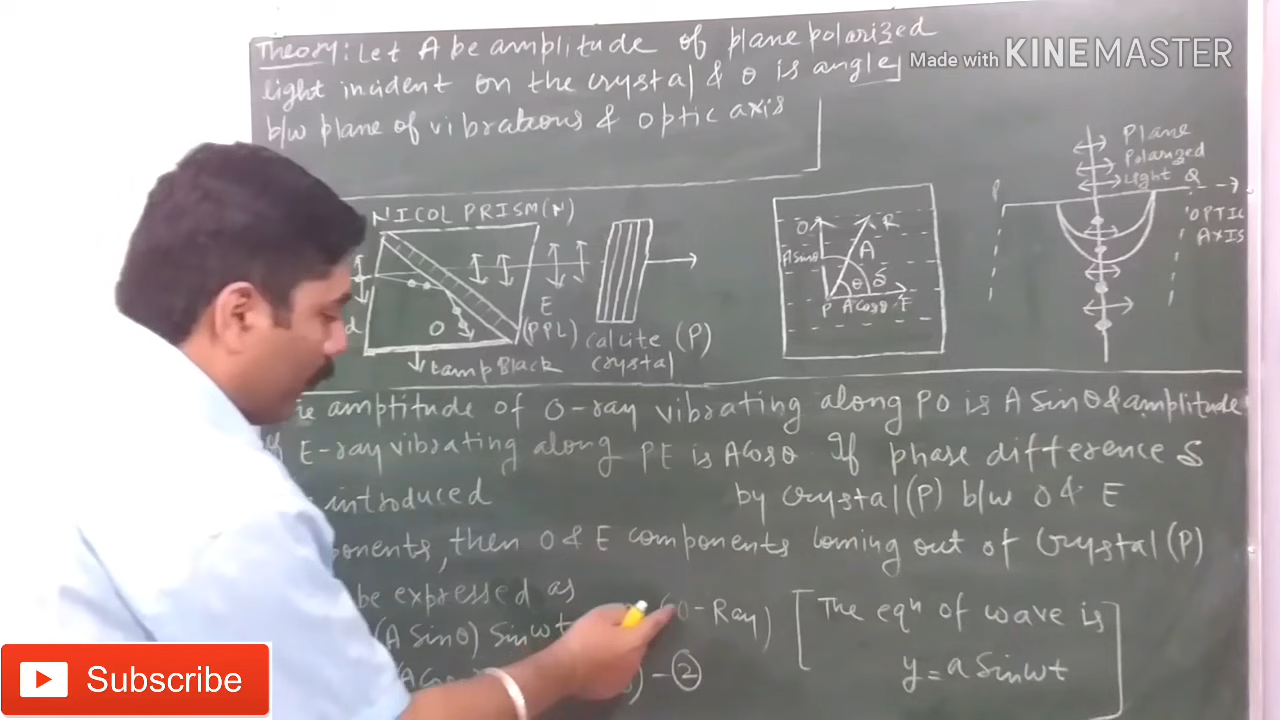 Theory: Let A be amplitude of plane polarized
light incident on the crystal & θ is angle
b/w plane of vibrations & optic axis
Made with KINEMASTER
NICOL PRISM(N)
E
(PPL)
O
Lamp Black
calcite (P)
crystal
O
R
A sinθ
A
θ
δ
P
A cosθ
E
Plane
Polarized
Light
P
Q
OPTIC
AXIS
amptitude of O-ray vibrating along PO is A Sinθ & amplitude
E-ray vibrating along PE is A Cosθ If phase difference δ
introduced by Crystal(P) b/w O & E
ponents, then O & E components coming out of Crystal(P)
be expressed as
(A Sinθ) Sinωt
O-Ray)
[The eqn of wave is
y = a Sinωt]
(A Cos
) - ②
Subscribe